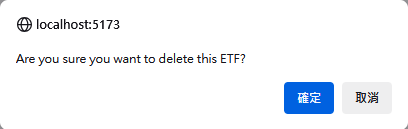 localhost:5173
Are you sure you want to delete this ETF?
確定
取消